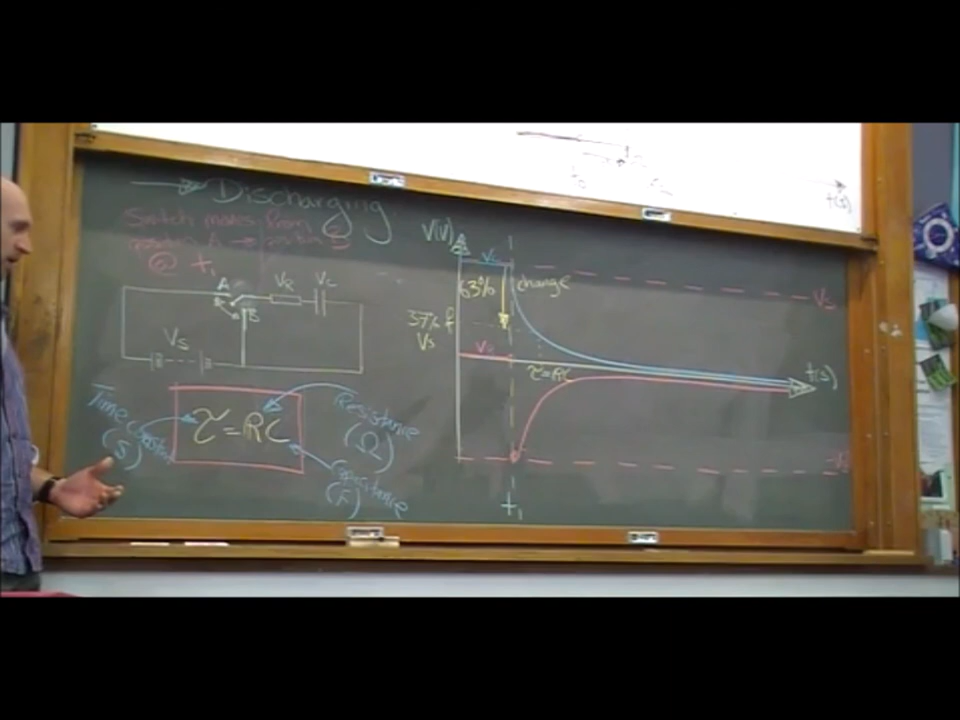 Discharging
Switch moves from
position A → position B
@ t₁
A
B
VR
VC
VS
τ = RC
Time constant
(S)
Resistance
(Ω)
Capacitance
(F)
V(V)
VC
63% change
37% of
VS
VR
τ=RC
t(s)
VS
-VS
t₁
t(s)